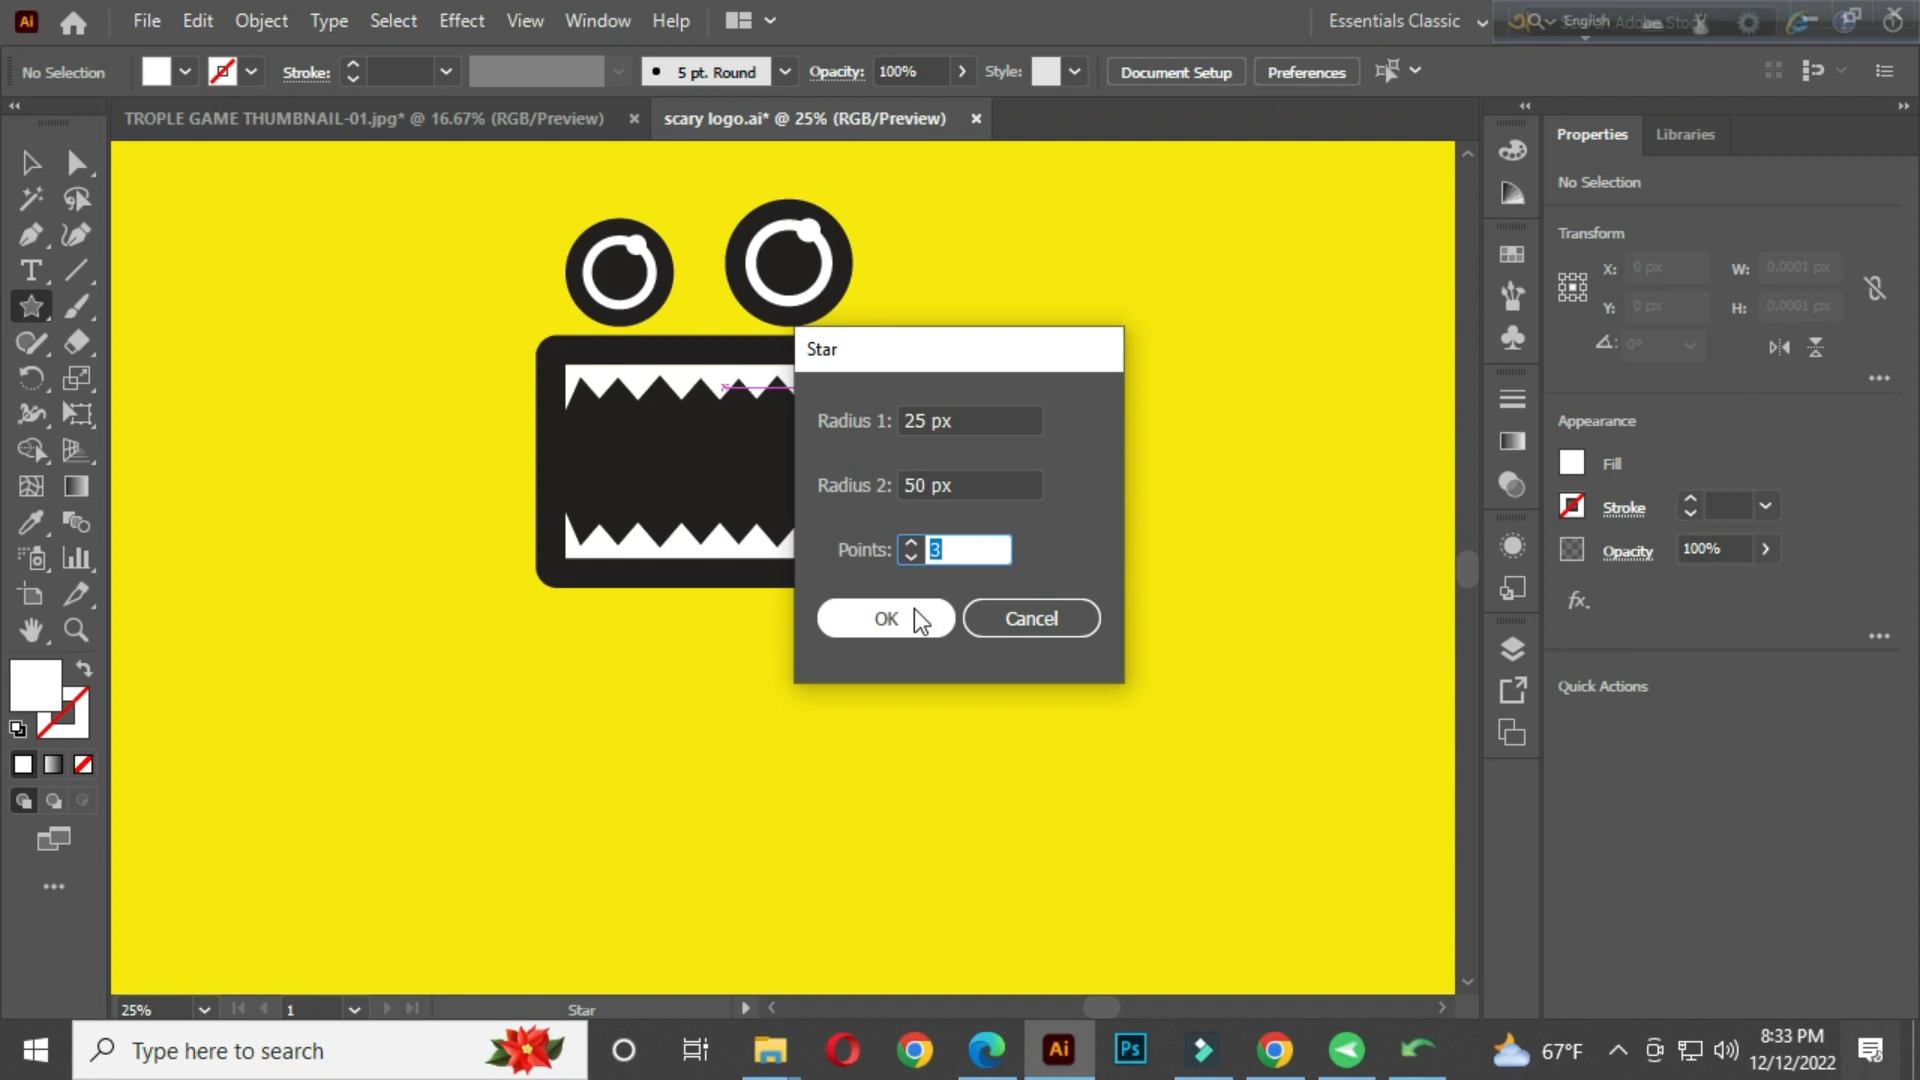 Ai File Edit Object Type Select Effect View Window Help Essentials Classic English
No Selection Stroke: 5 pt. Round Opacity: 100% Style: Document Setup Preferences
TROPLE GAME THUMBNAIL-01.jpg* @ 16.67% (RGB/Preview) × scary logo.ai* @ 25% (RGB/Preview) ×
Properties Libraries
No Selection
Transform
X: 0 px W: 0.0001 px
Y: 0 px H: 0.0001 px
0°
Appearance
Fill
Stroke
Opacity 100%
fx.
Quick Actions
Star
Radius 1: 25 px
Radius 2: 50 px
Points: 3
OK Cancel
25% 1 Star
Type here to search Ai Ps 67°F 8:33 PM
12/12/2022